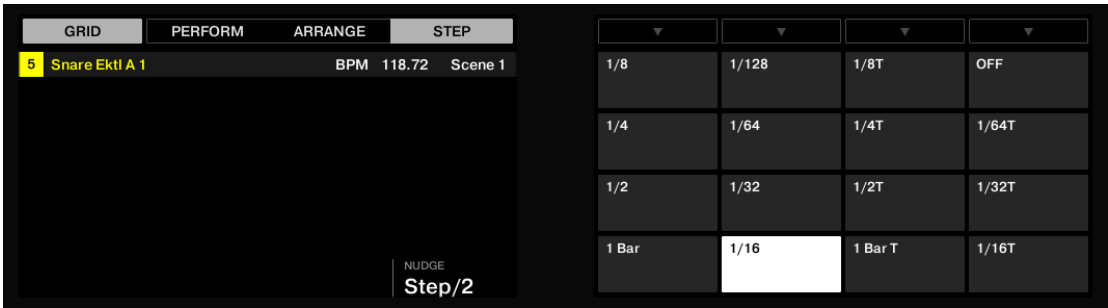 GRID PERFORM ARRANGE STEP
5 Snare Ektl A 1 BPM 118.72 Scene 1
NUDGE
Step/2
1/8 1/128 1/8T OFF
1/4 1/64 1/4T 1/64T
1/2 1/32 1/2T 1/32T
1 Bar 1/16 1 Bar T 1/16T